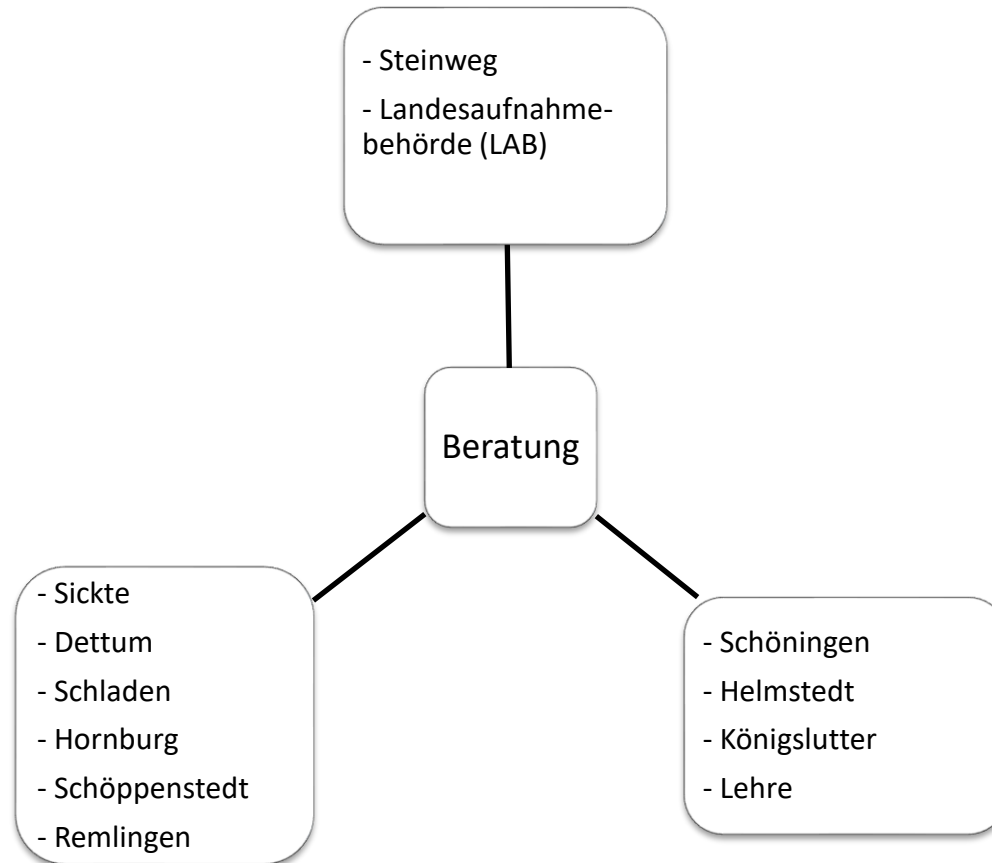 - Steinweg
- Landesaufnahme-
behörde (LAB)
Beratung
- Sickte
- Dettum
- Schladen
- Hornburg
- Schöppenstedt
- Remlingen
- Schöningen
- Helmstedt
- Königslutter
- Lehre